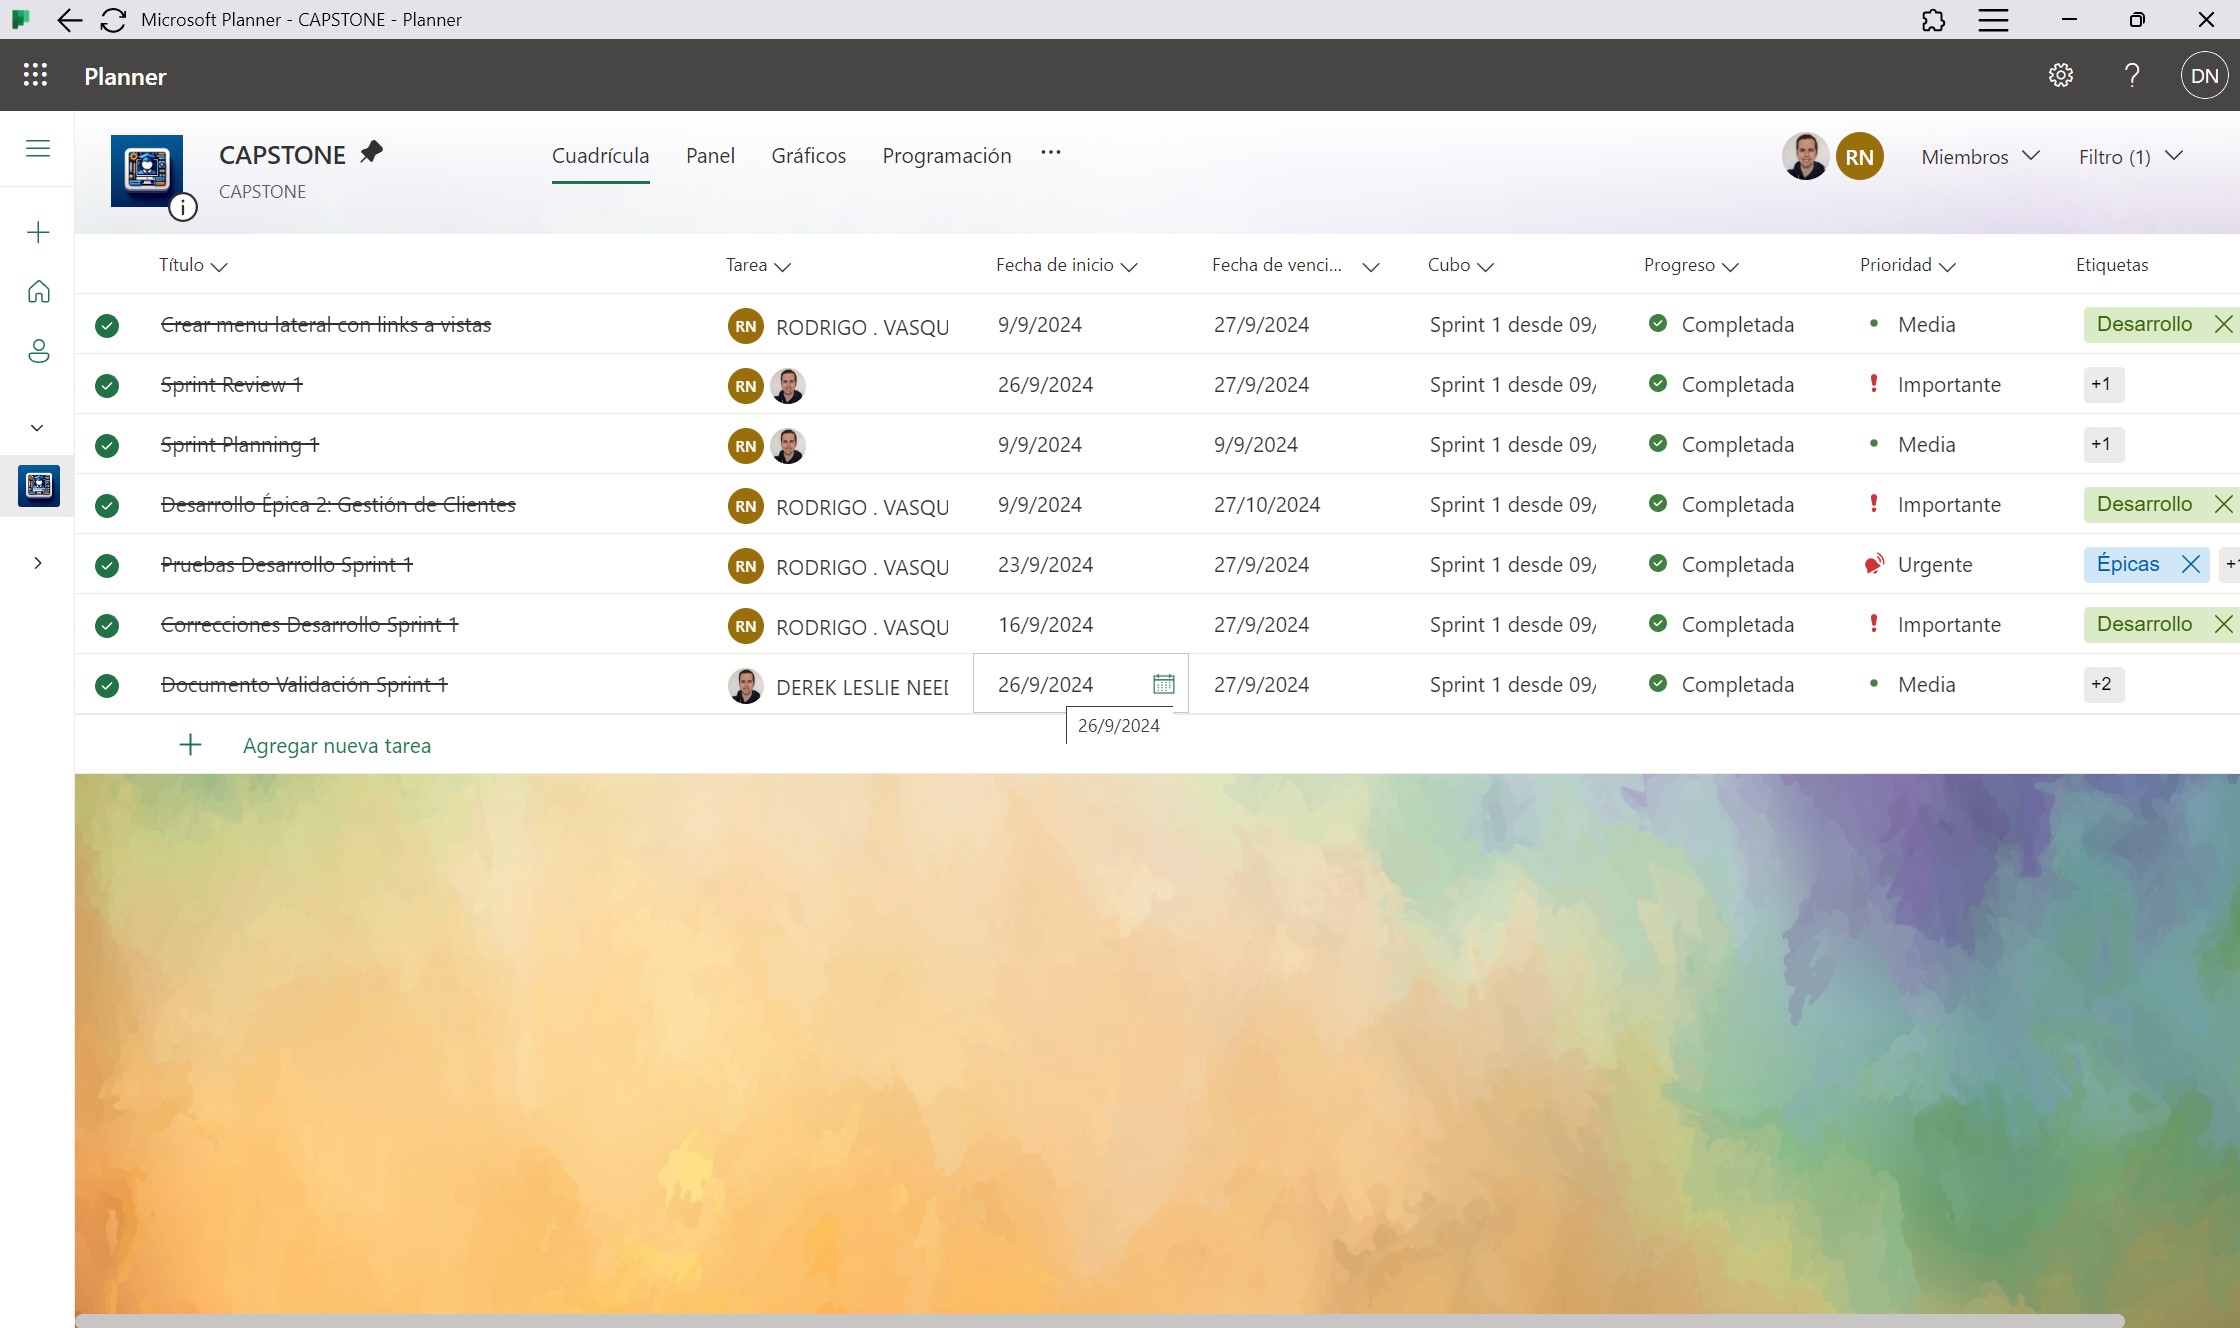 Microsoft Planner - CAPSTONE - Planner
Planner
DN
CAPSTONE
CAPSTONE
Cuadrícula Panel Gráficos Programación ...
RN Miembros Filtro (1)
Título Tarea Fecha de inicio Fecha de venci... Cubo Progreso Prioridad Etiquetas
Crear menu lateral con links a vistas RN RODRIGO . VASQU 9/9/2024 27/9/2024 Sprint 1 desde 09/ Completada Media Desarrollo
Sprint Review 1 RN 26/9/2024 27/9/2024 Sprint 1 desde 09/ Completada Importante +1
Sprint Planning 1 RN 9/9/2024 9/9/2024 Sprint 1 desde 09/ Completada Media +1
Desarrollo Épica 2: Gestión de Clientes RN RODRIGO . VASQU 9/9/2024 27/10/2024 Sprint 1 desde 09/ Completada Importante Desarrollo
Pruebas Desarrollo Sprint 1 RN RODRIGO . VASQU 23/9/2024 27/9/2024 Sprint 1 desde 09/ Completada Urgente Épicas +1
Correcciones Desarrollo Sprint 1 RN RODRIGO . VASQU 16/9/2024 27/9/2024 Sprint 1 desde 09/ Completada Importante Desarrollo
Documento Validación Sprint 1 DEREK LESLIE NEED 26/9/2024 27/9/2024 Sprint 1 desde 09/ Completada Media +2
26/9/2024
Agregar nueva tarea